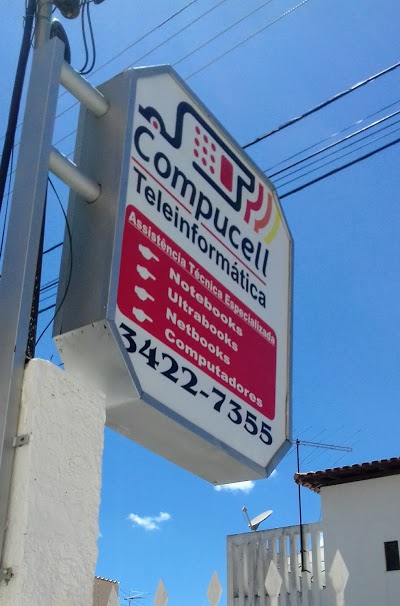 Compucell
Teleinformática
Assistência Técnica Especializada
Notebooks
Ultrabooks
Netbooks
Computadores
3422-7355